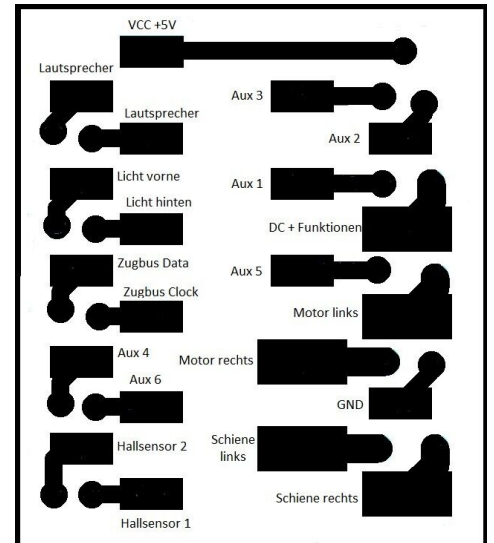 VCC +5V
Lautsprecher
Aux 3
Lautsprecher
Aux 2
Licht vorne
Aux 1
Licht hinten
DC + Funktionen
Zugbus Data
Aux 5
Zugbus Clock
Motor links
Aux 4
Motor rechts
Aux 6
GND
Hallsensor 2
Schiene
links
Schiene rechts
Hallsensor 1